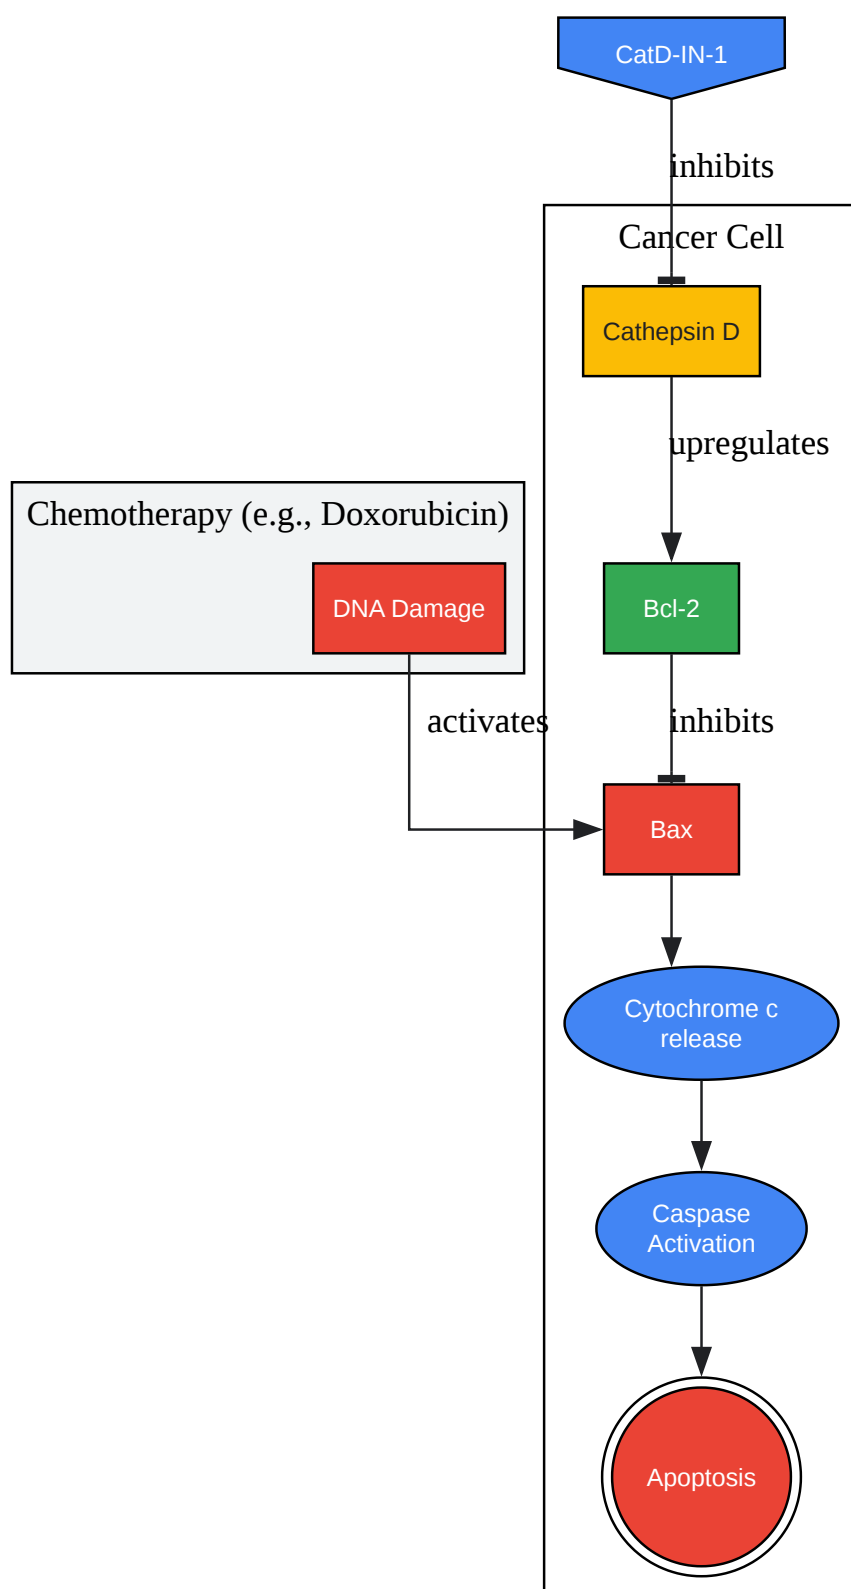 CatD-IN-1
inhibits
Cancer Cell
Cathepsin D
upregulates
Chemotherapy (e.g., Doxorubicin)
DNA Damage
Bcl-2
activates
inhibits
Bax
Cytochrome c
release
Caspase
Activation
Apoptosis